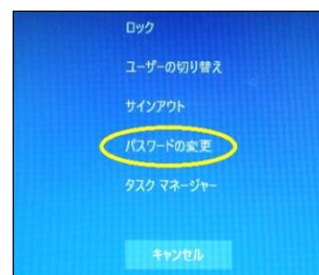 ロック
ユーザーの切り替え
サインアウト
パスワードの変更
タスク マネージャー
キャンセル